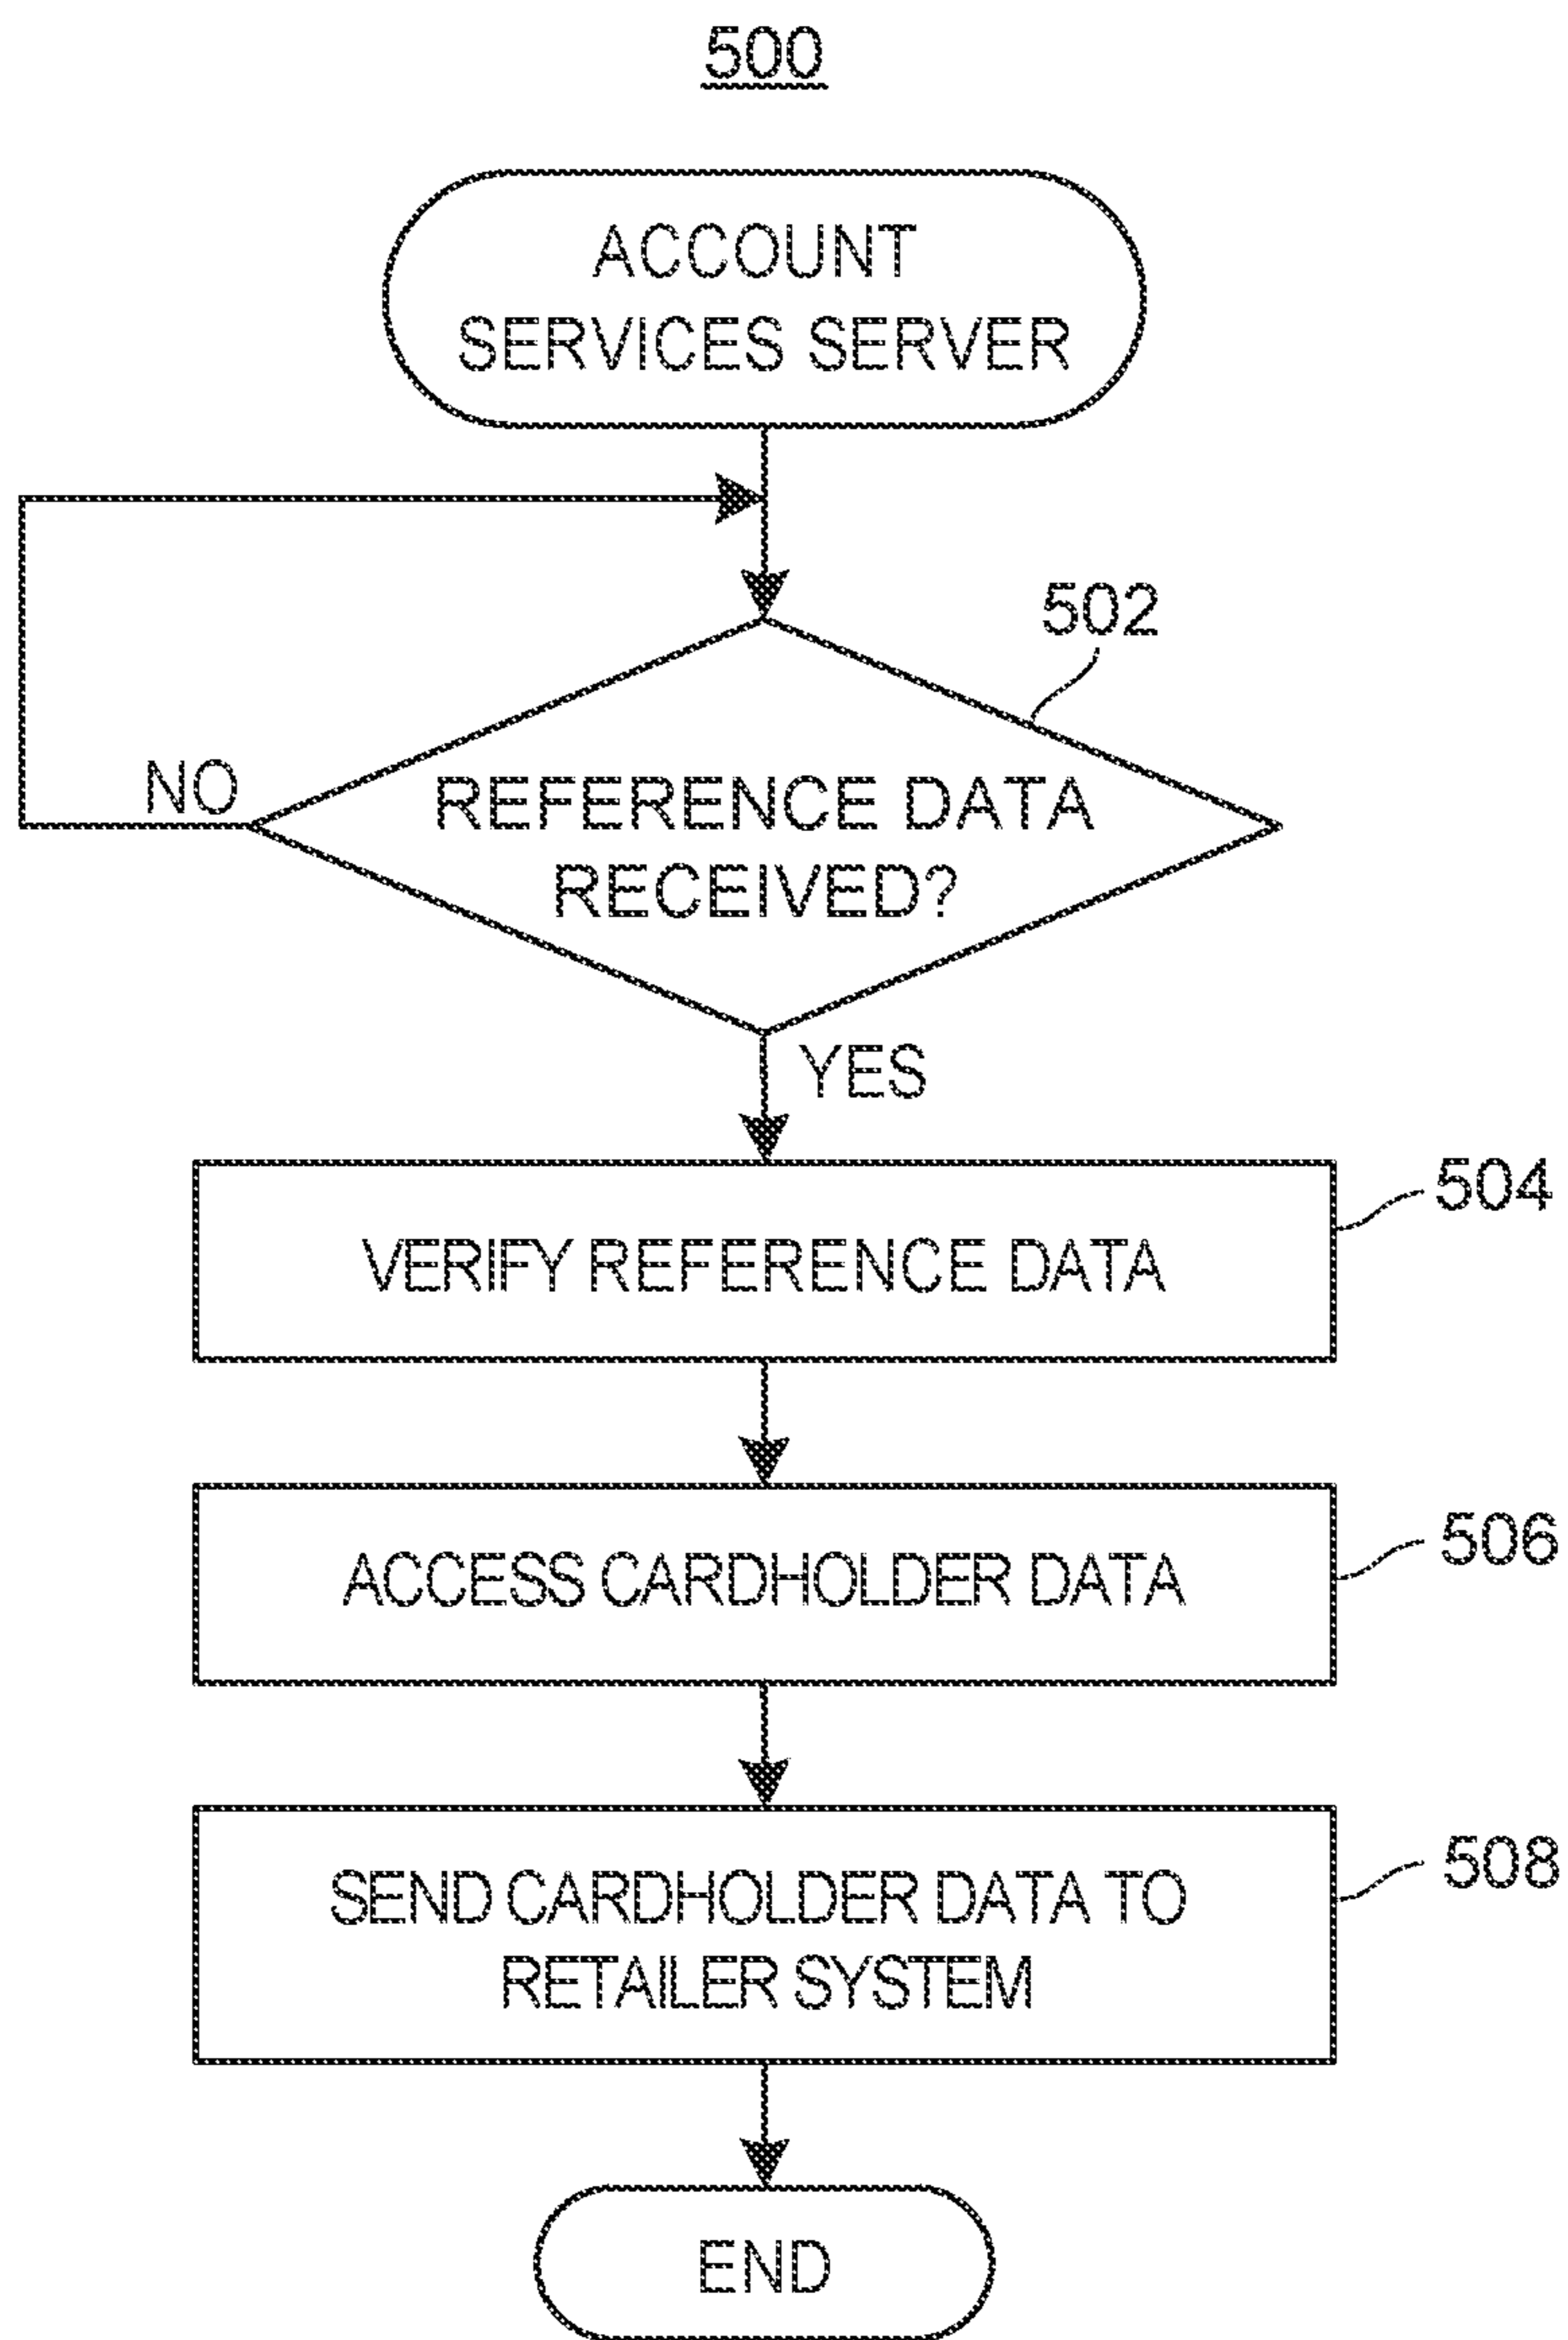 500
ACCOUNT
SERVICES SERVER
502
NO
REFERENCE DATA
RECEIVED?
YES
504
VERIFY REFERENCE DATA
506
ACCESS CARDHOLDER DATA
508
SEND CARDHOLDER DATA TO
RETAILER SYSTEM
END